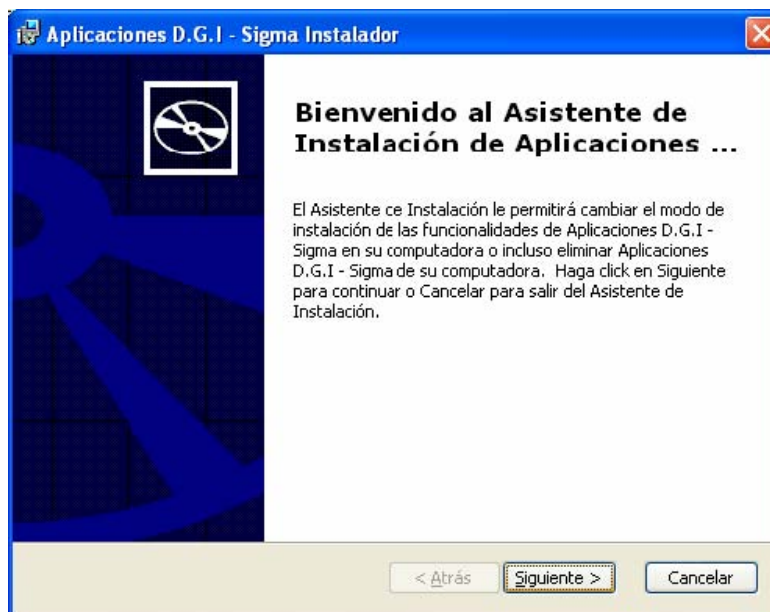 Aplicaciones D.G.I - Sigma Instalador
Bienvenido al Asistente de
Instalación de Aplicaciones ...
El Asistente ce Instalación le permitirá cambiar el modo de
instalación de las funcionalidades de Aplicaciones D.G.I -
Sigma en su computadora o incluso eliminar Aplicaciones
D.G.I - Sigma de su computadora. Haga click en Siguiente
para continuar o Cancelar para salir del Asistente de
Instalación.
< Atrás Siguiente > Cancelar